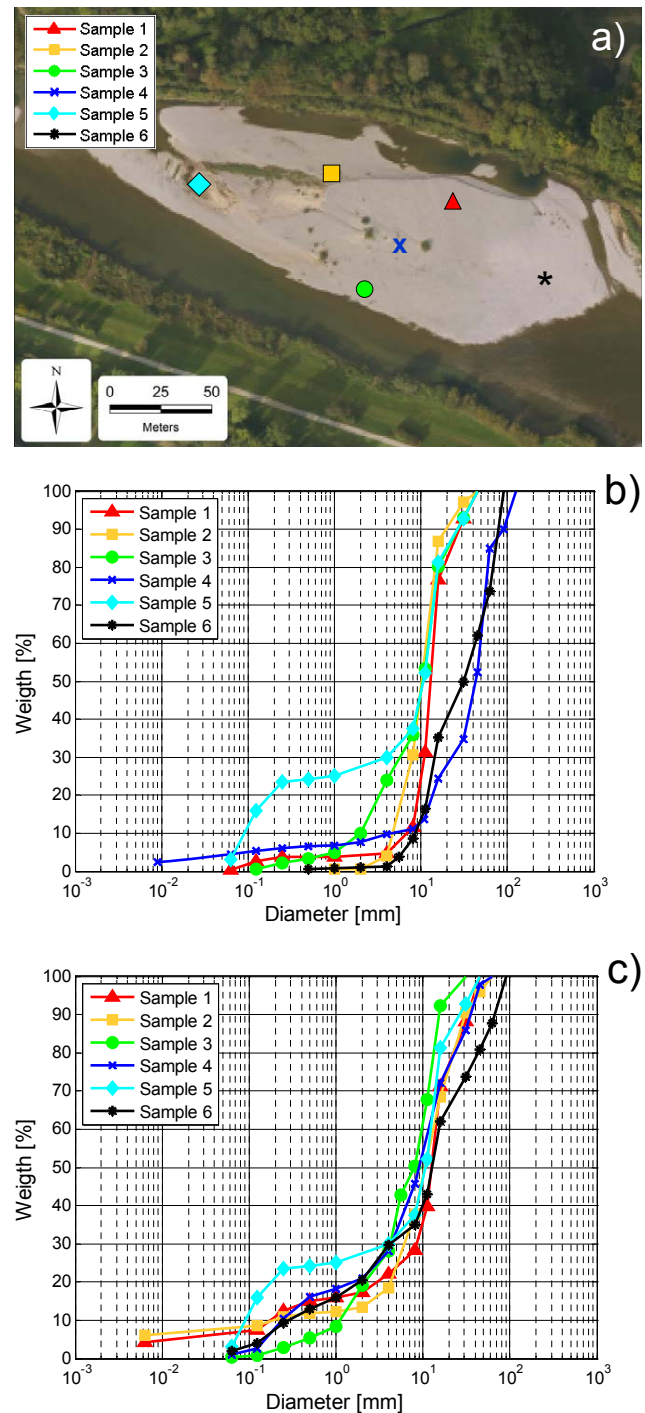 a)
Sample 1
Sample 2
Sample 3
Sample 4
Sample 5
Sample 6
x
*
N
0 25 50
Meters
b)
Weigth [%]
100
90
80
70
60
50
40
30
20
10
0
Sample 1
Sample 2
Sample 3
Sample 4
Sample 5
Sample 6
10-3 10-2 10-1 100 101 102 103
Diameter [mm]
c)
Weigth [%]
100
90
80
70
60
50
40
30
20
10
0
Sample 1
Sample 2
Sample 3
Sample 4
Sample 5
Sample 6
10-3 10-2 10-1 100 101 102 103
Diameter [mm]